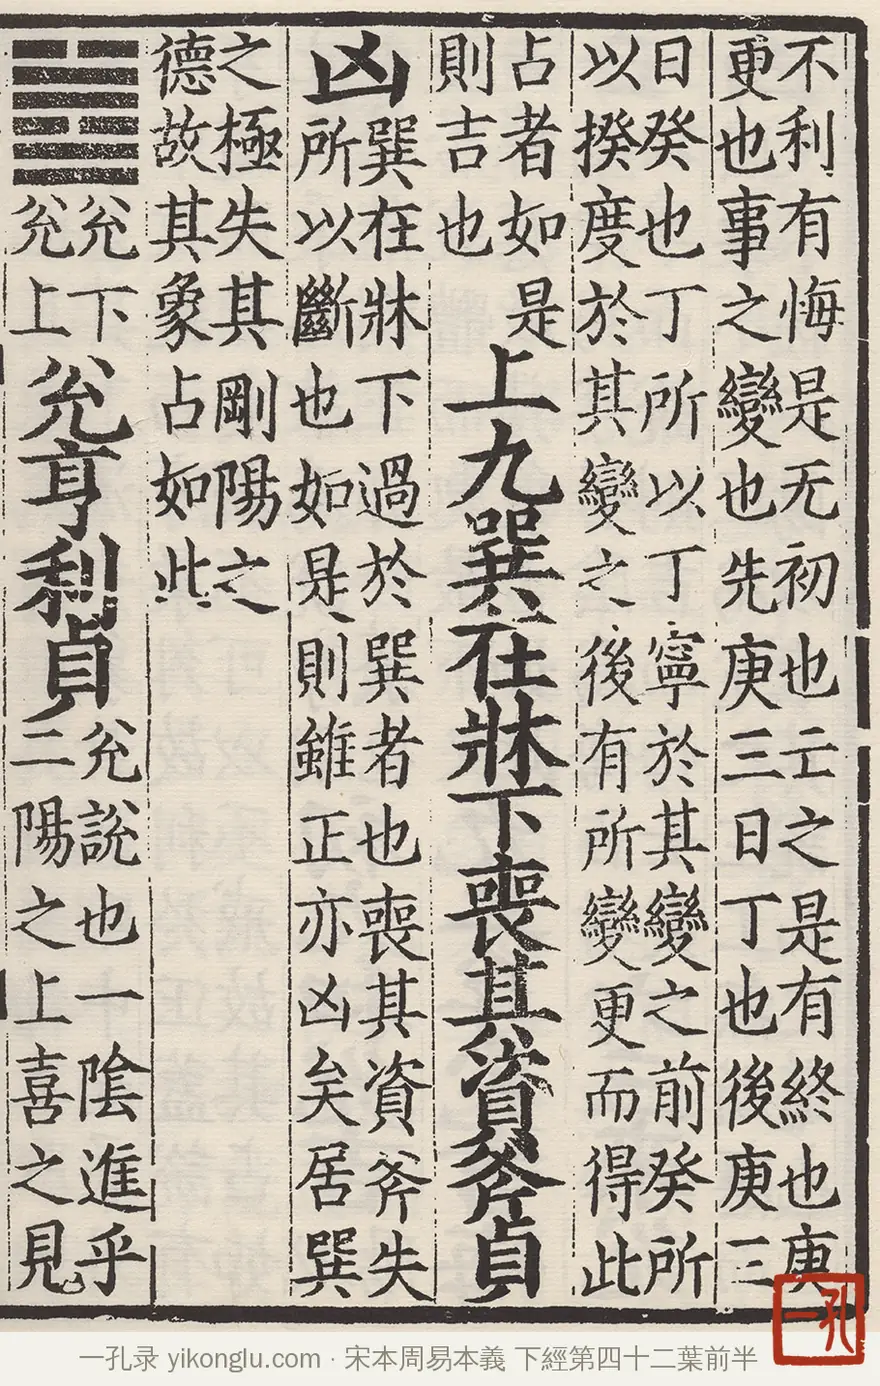 不利有悔是无初也亡之是有終也庚
更也事之變也先庚三日丁也後庚三
日癸也丁所以丁寧於其變之前癸所
以揆度於其變之後有所變更而得此
占者如是
則吉也
上九巽在牀下喪其資斧貞
凶
巽在牀下過於巽者也喪其資斧失
所以斷也如是則雖正亦凶矣居巽
之極失其剛陽之
德故其象占如此
兊下
兊上
兊亨利貞
兊說也一陰進乎
二陽之上喜之見
一孔
一孔录 yikonglu.com · 宋本周易本義 下經第四十二葉前半